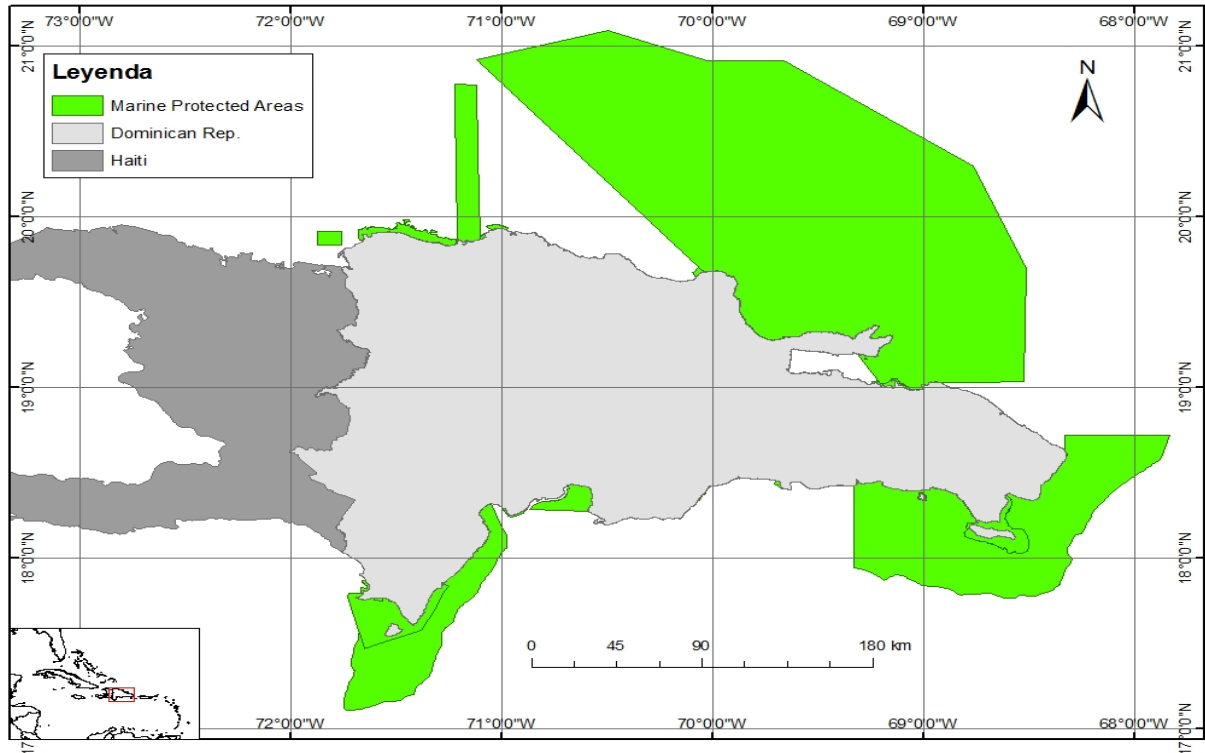 73°0'0"W 72°0'0"W 71°0'0"W 70°0'0"W 69°0'0"W 68°0'0"W
21°0'0"N 21°0'0"N
Leyenda
Marine Protected Areas
Dominican Rep.
Haiti
N
20°0'0"N 20°0'0"N
19°0'0"N 19°0'0"N
18°0'0"N 18°0'0"N
0 45 90 180 km
72°0'0"W 71°0'0"W 70°0'0"W 69°0'0"W 68°0'0"W
17°0'0"N